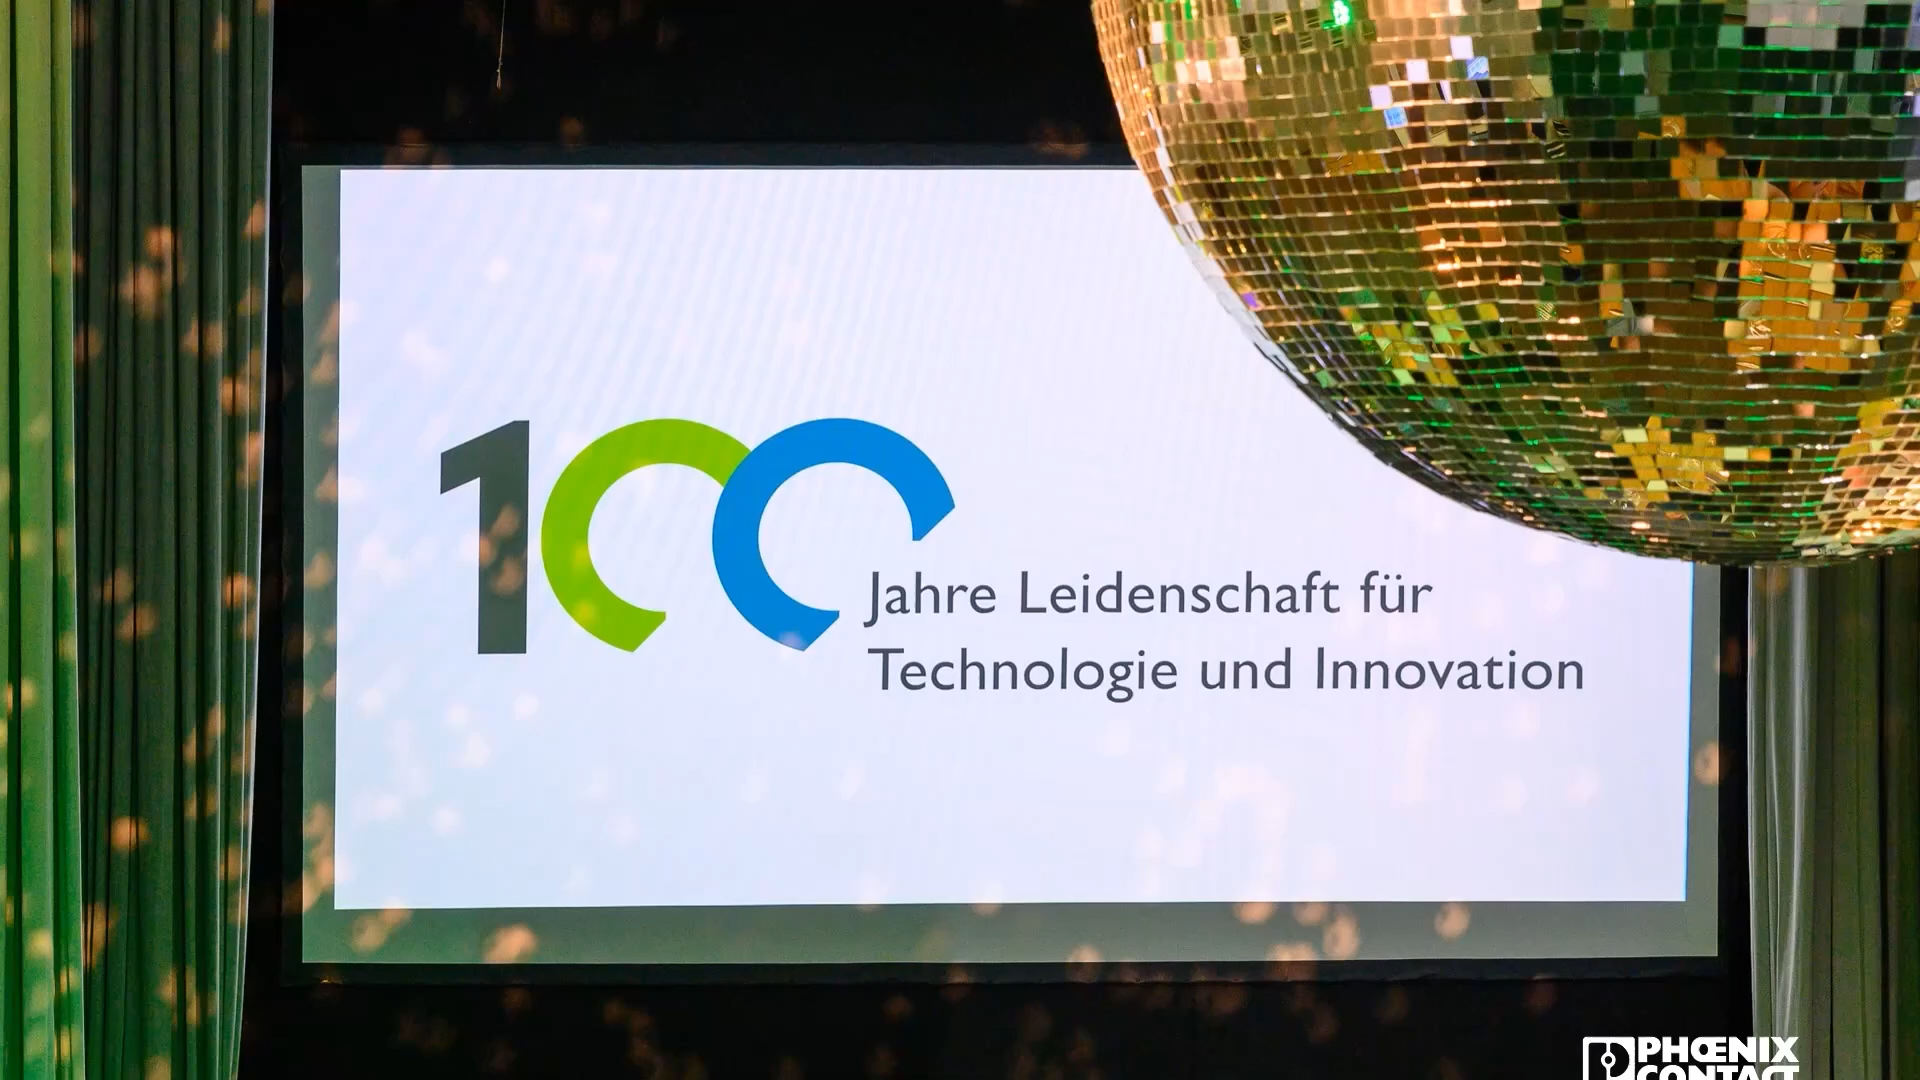 100
Jahre Leidenschaft für
Technologie und Innovation
PHŒNIX
CONTACT